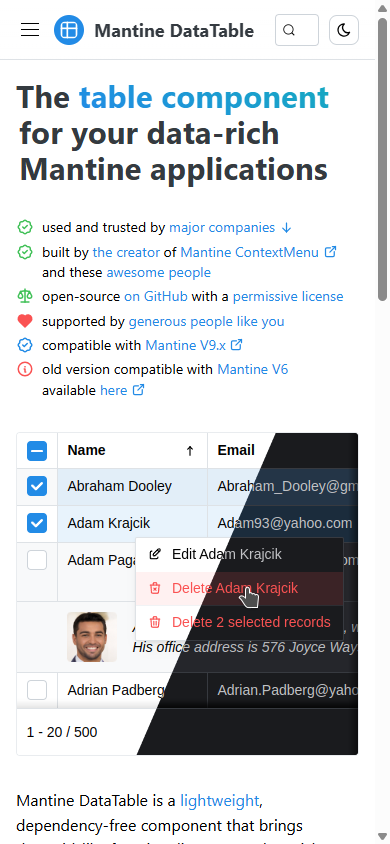 Mantine DataTable
The table component
for your data-rich
Mantine applications
used and trusted by major companies
built by the creator of Mantine ContextMenu
and these awesome people
open-source on GitHub with a permissive license
supported by generous people like you
compatible with Mantine V9.x
old version compatible with Mantine V6
available here
Name Email
Abraham Dooley Abraham_Dooley@gm
Adam Krajcik Adam93@yahoo.com
Adam Paga
Edit Adam Krajcik
Delete Adam Krajcik
Delete 2 selected records
His office address is 576 Joyce Way
Adrian Padberg Adrian.Padberg@yaho
1 - 20 / 500
Mantine DataTable is a lightweight,
dependency-free component that brings